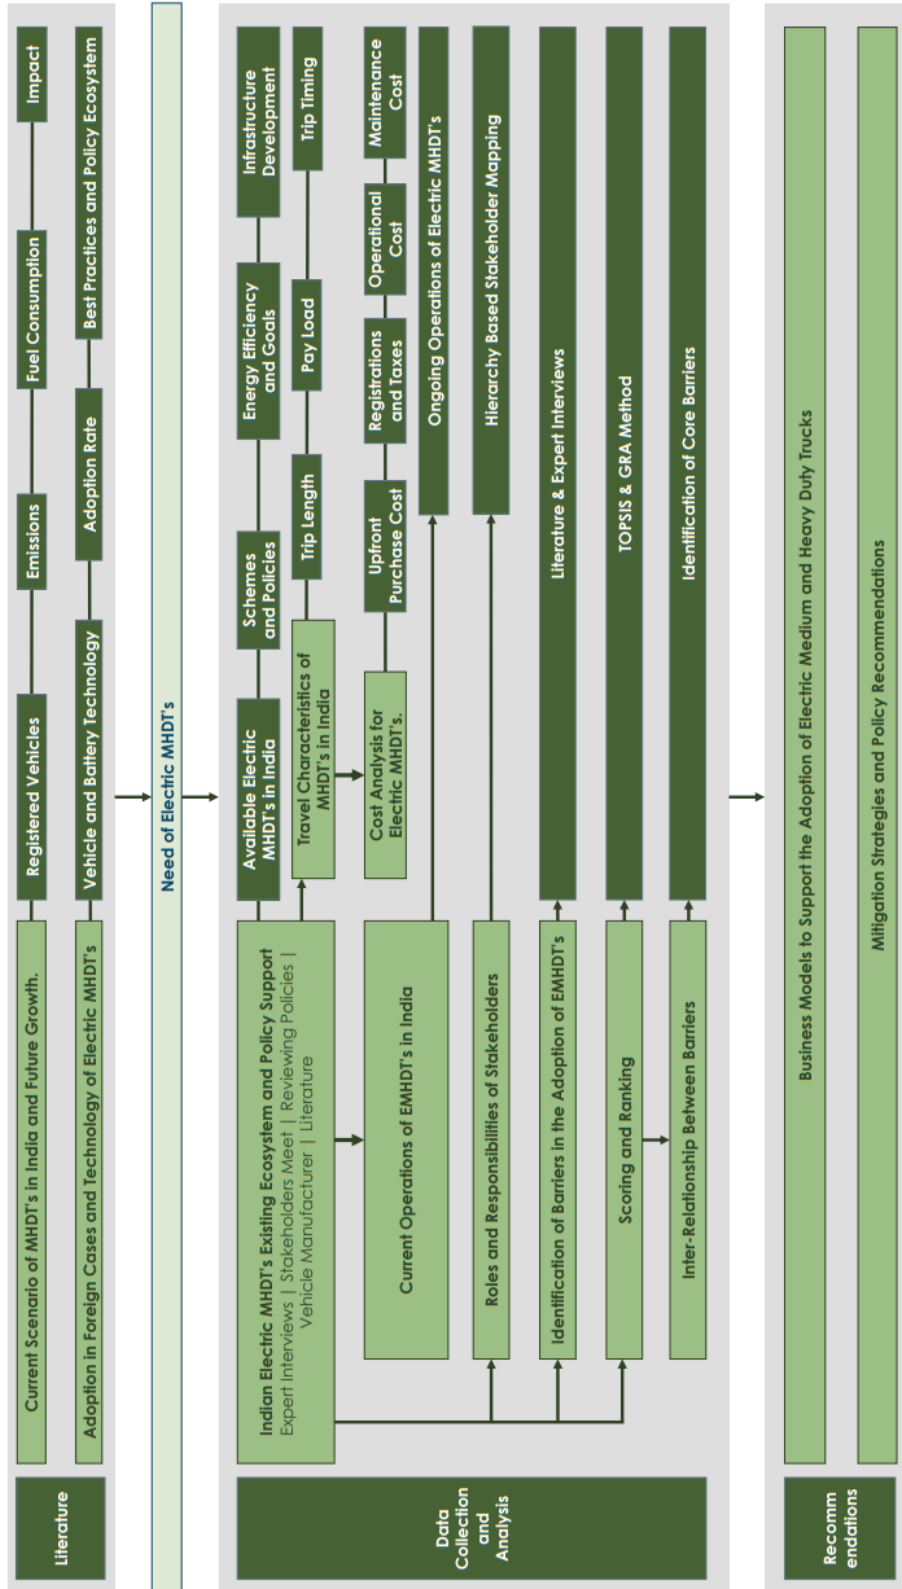 Literature
Current Scenario of MHDT's in India and Future Growth.
Registered Vehicles
Emissions
Fuel Consumption
Impact
Adoption in Foreign Cases and Technology of Electric MHDT's
Vehicle and Battery Technology
Adoption Rate
Best Practices and Policy Ecosystem
Need of Electric MHDT's
Data
Collection
and
Analysis
Indian Electric MHDT's Existing Ecosystem and Policy Support
Expert Interviews | Stakeholders Meet | Reviewing Policies |
Vehicle Manufacturer | Literature
Available Electric
MHDT's in India
Schemes
and Policies
Energy Efficiency
and Goals
Infrastructure
Development
Travel Characteristics of
MHDT's in India
Trip Length
Pay Load
Trip Timing
Cost Analysis for
Electric MHDT's.
Upfront
Purchase Cost
Registrations
and Taxes
Operational
Cost
Maintenance
Cost
Current Operations of EMHDT's in India
Ongoing Operations of Electric MHDT's
Roles and Responsibilities of Stakeholders
Hierarchy Based Stakeholder Mapping
Identification of Barriers in the Adoption of EMHDT's
Literature & Expert Interviews
Scoring and Ranking
TOPSIS & GRA Method
Inter-Relationship Between Barriers
Identification of Core Barriers
Recomm
endations
Business Models to Support the Adoption of Electric Medium and Heavy Duty Trucks
Mitigation Strategies and Policy Recommendations